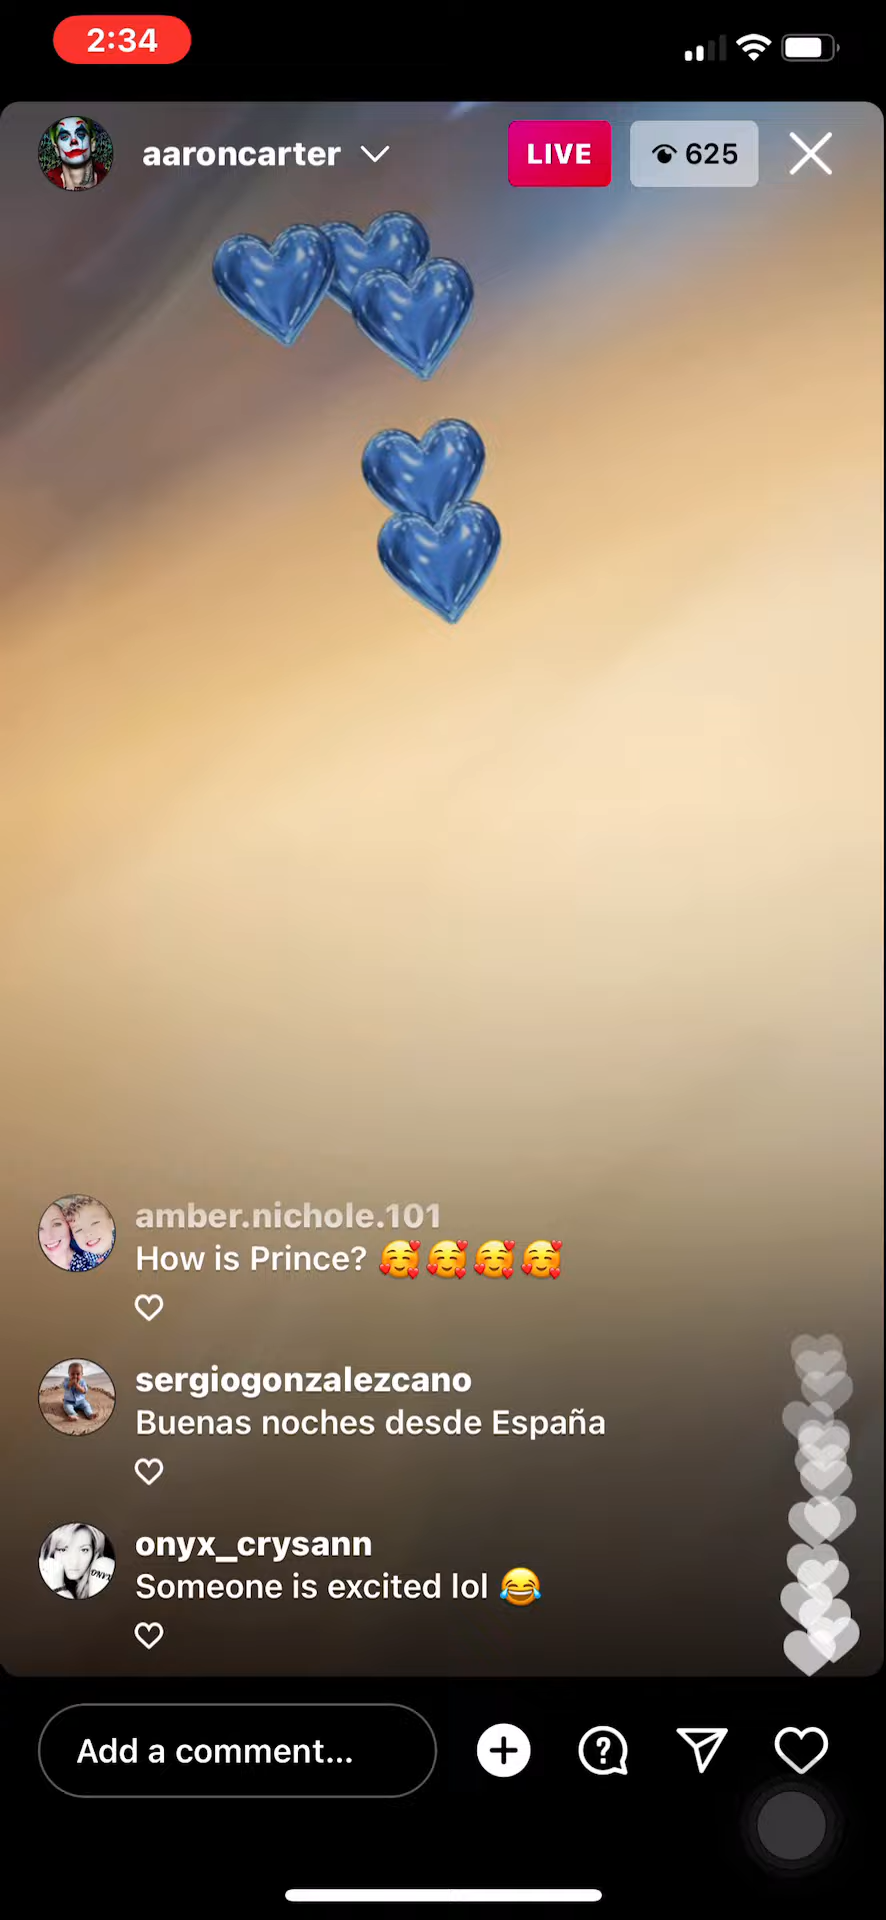 2:34
aaroncarter
LIVE
625
amber.nichole.101
How is Prince? 🥰🥰🥰🥰
sergiogonzalezcano
Buenas noches desde España
onyx_crysann
Someone is excited lol 😂
Add a comment...